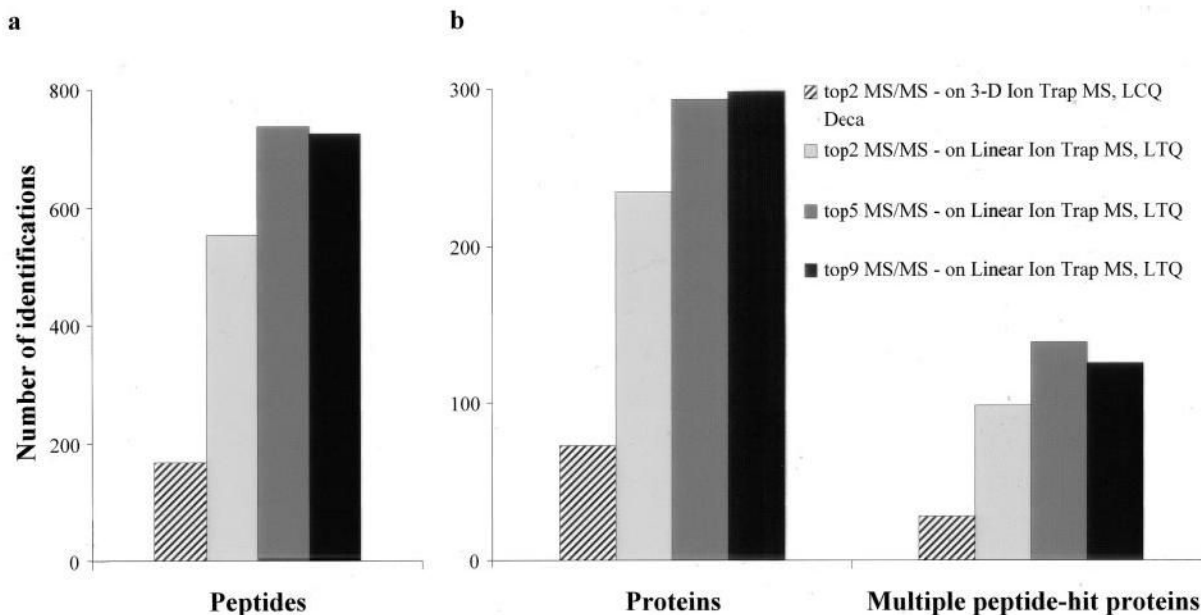 a
b
800
600
400
200
0
Number of identifications
Peptides
300
200
100
0
top2 MS/MS - on 3-D Ion Trap MS, LCQ
Deca
top2 MS/MS - on Linear Ion Trap MS, LTQ
top5 MS/MS - on Linear Ion Trap MS, LTQ
top9 MS/MS - on Linear Ion Trap MS, LTQ
Proteins
Multiple peptide-hit proteins